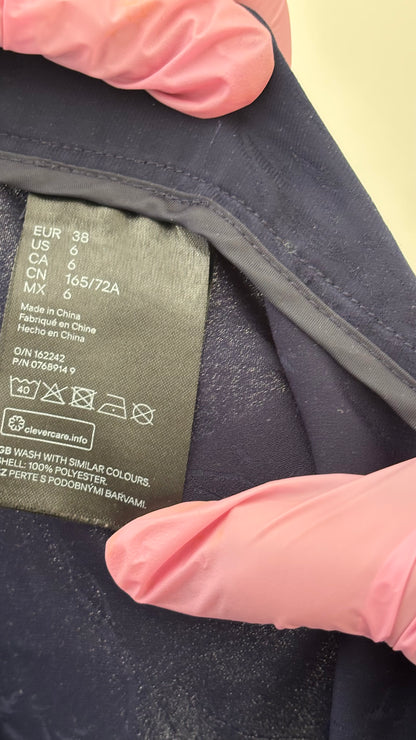 EUR 38
US 6
CA 6
CN 165/72A
MX 6
Made in China
Fabriqué en Chine
Hecho en China
O/N 162242
P/N 0768914 9
40
clevercare.info
GB WASH WITH SIMILAR COLOURS.
SHELL: 100% POLYESTER.
CZ PERTE S PODOBNÝMI BARVAMI.